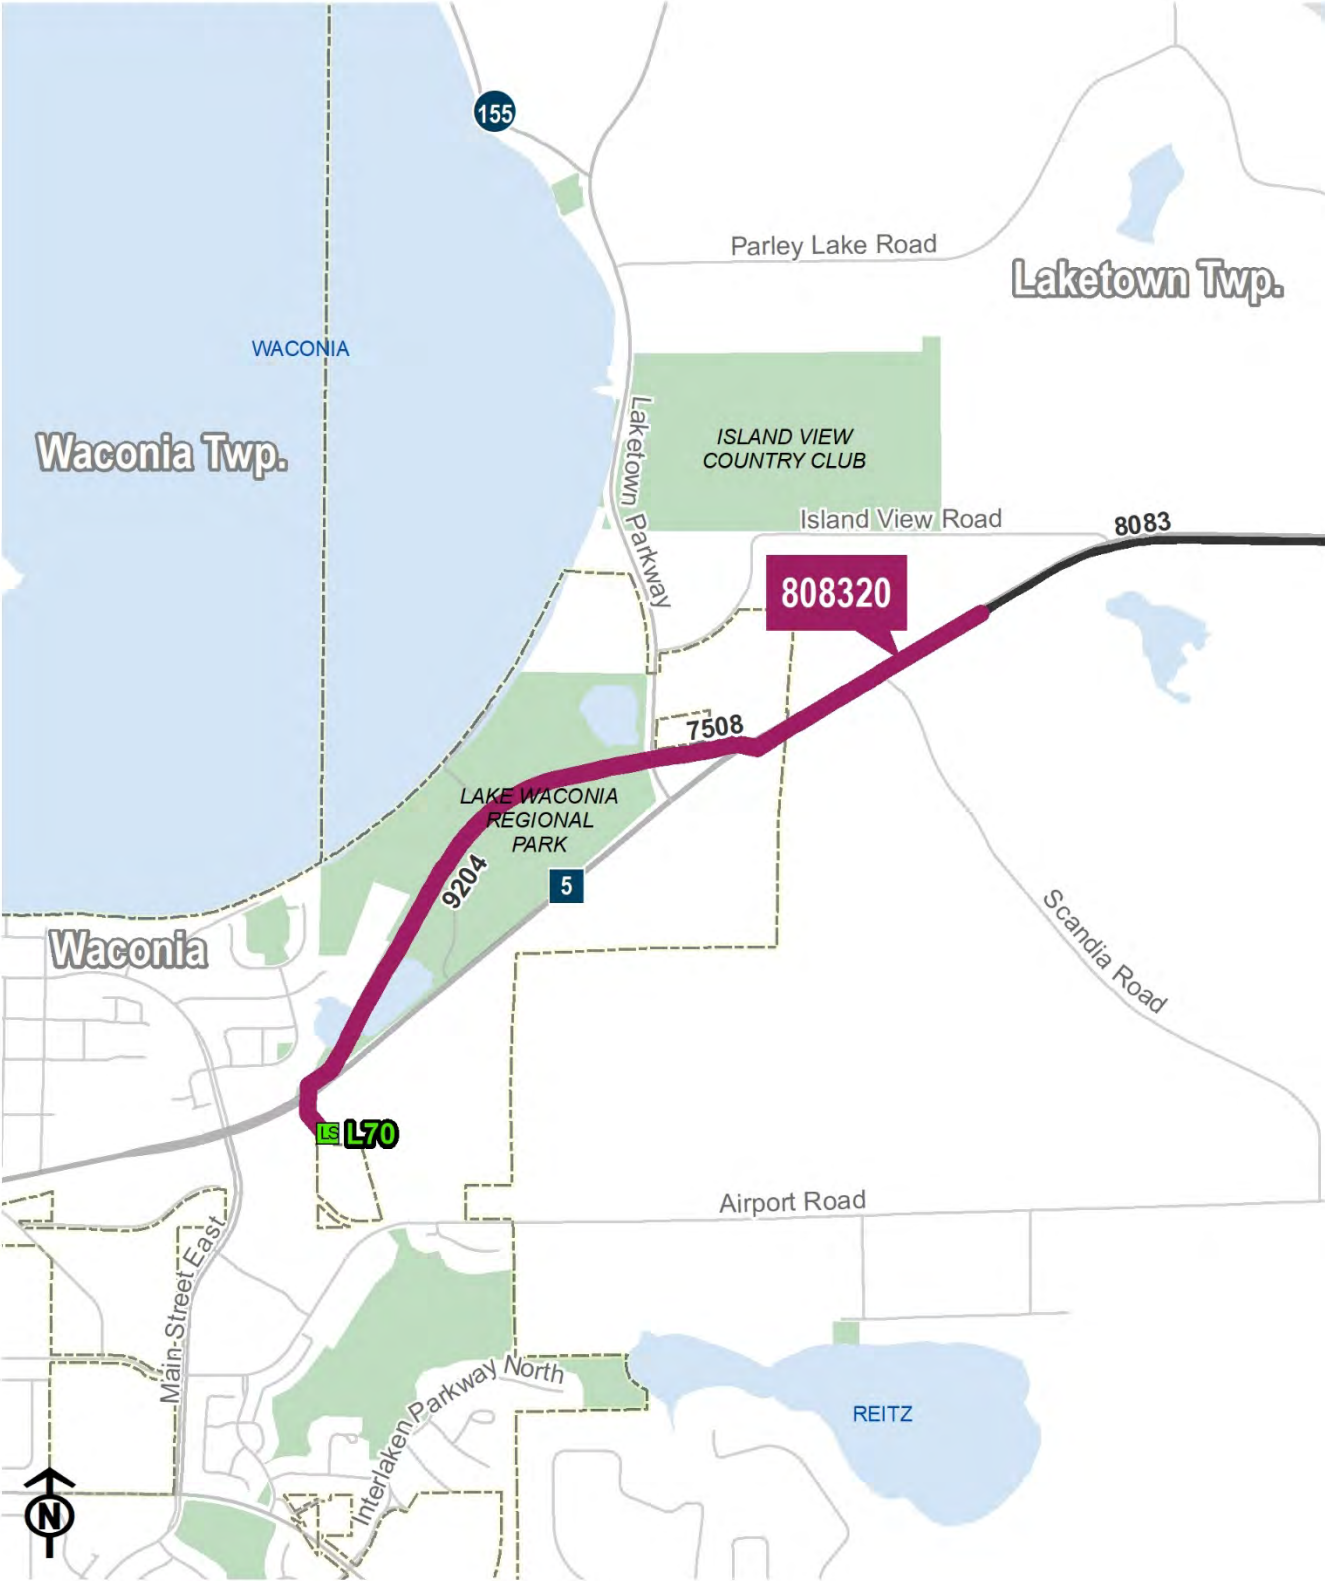 155
Parley Lake Road
Laketown Twp.
WACONIA
Laketown Parkway
ISLAND VIEW
COUNTRY CLUB
Waconia Twp.
Island View Road
8083
808320
7508
LAKE WACONIA
REGIONAL
PARK
9204
5
Scandia Road
Waconia
LS
L70
Airport Road
Main Street East
Interlaken Parkway North
REITZ
N